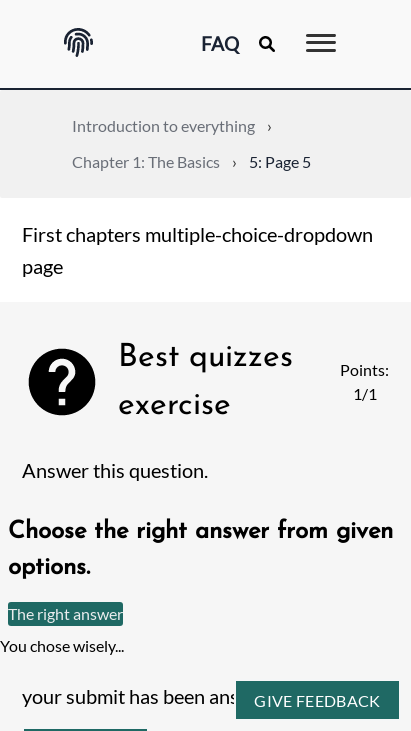 FAQ
Introduction to everything ›
Chapter 1: The Basics › 5: Page 5
First chapters multiple-choice-dropdown
page
Best quizzes
exercise
Points:
1/1
Answer this question.
Choose the right answer from given
options.
The right answer
You chose wisely...
your submit has been
GIVE FEEDBACK